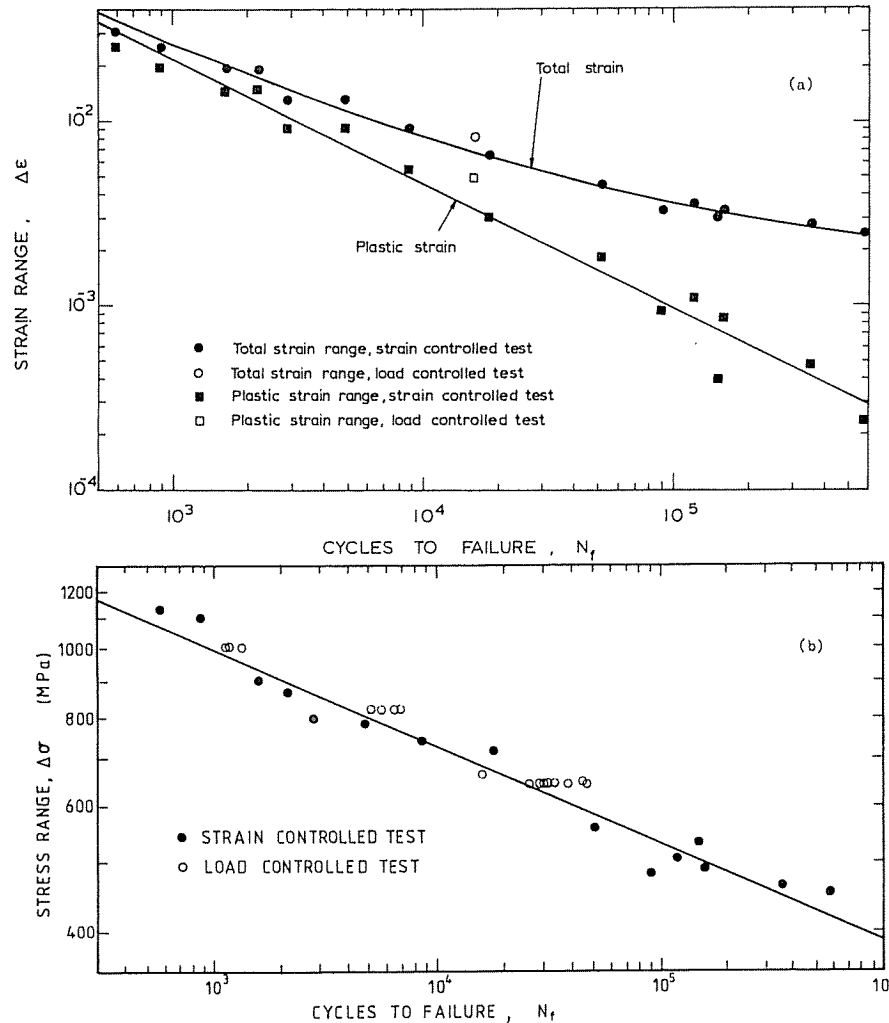 (a)
Total strain
Plastic strain
10⁻²
10⁻³
10⁻⁴
STRAIN RANGE, Δε
● Total strain range, strain controlled test
○ Total strain range, load controlled test
■ Plastic strain range, strain controlled test
□ Plastic strain range, load controlled test
10³ 10⁴ 10⁵
CYCLES TO FAILURE, N_f
(b)
1200
1000
800
600
400
STRESS RANGE, Δσ (MPa)
● STRAIN CONTROLLED TEST
○ LOAD CONTROLLED TEST
10³ 10⁴ 10⁵ 10
CYCLES TO FAILURE, N_f